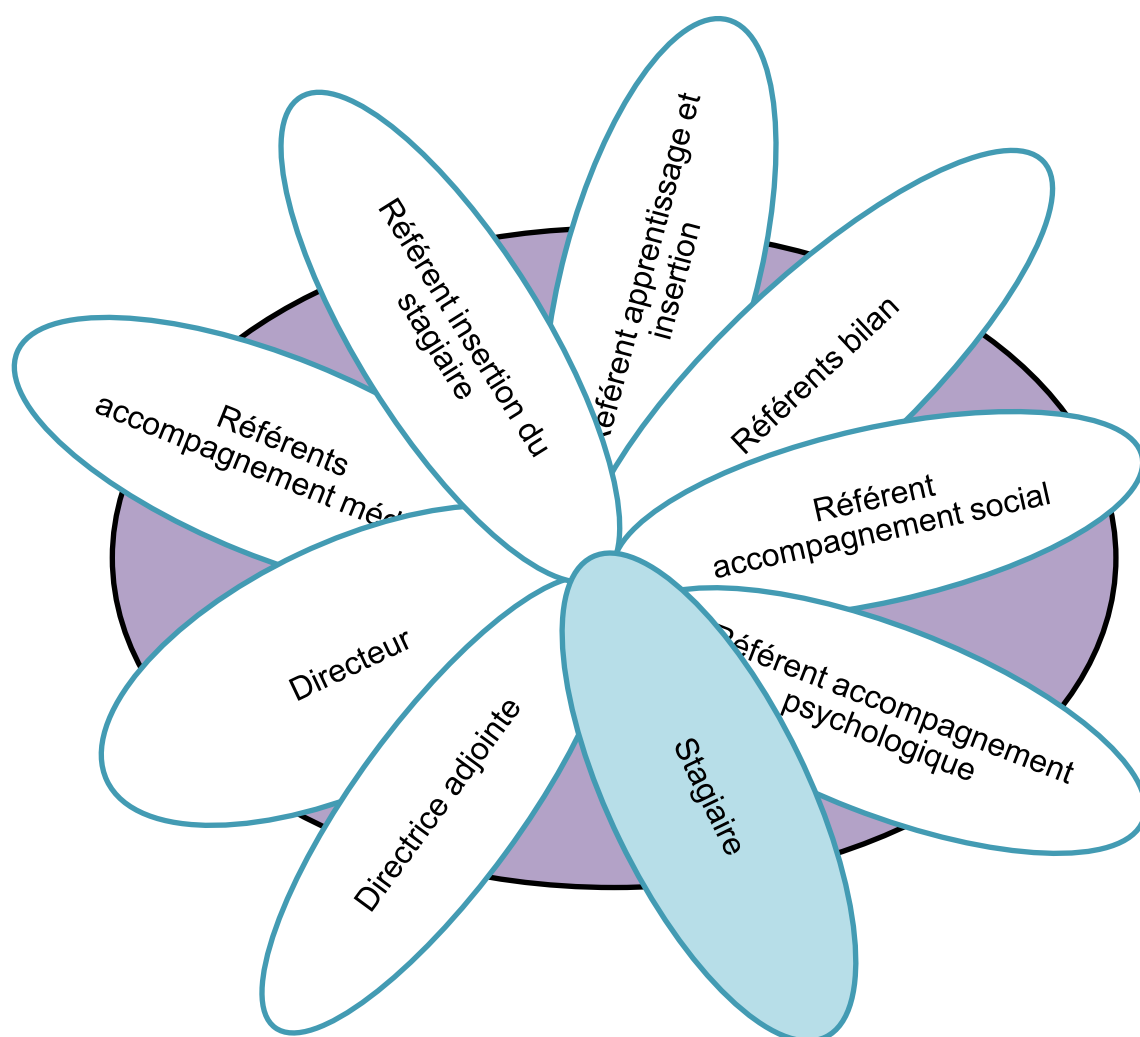 Référent apprentissage et
insertion
Référents bilan
Référent
accompagnement social
Référent accompagnement
psychologique
Stagiaire
Directrice adjointe
Directeur
Référents
accompagnement
Référent insertion du
stagiaire